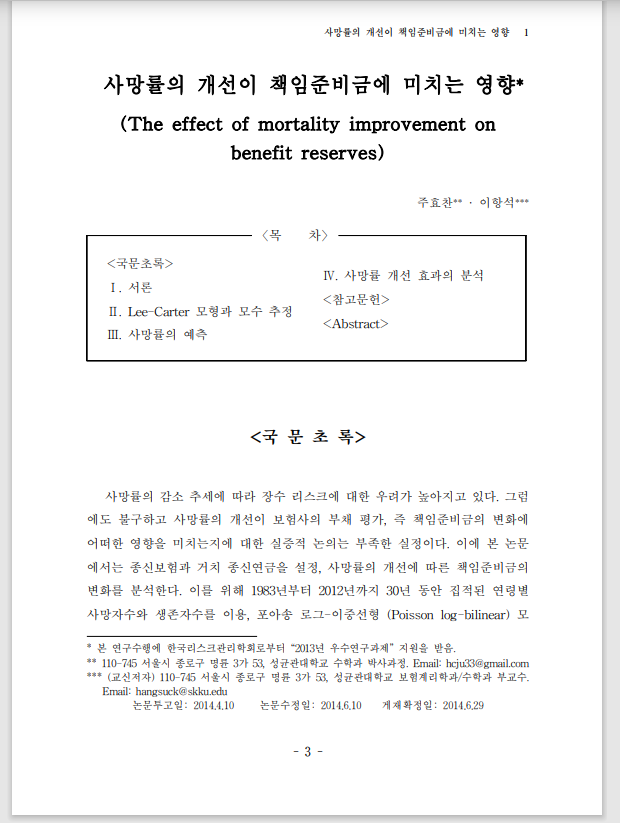 사망률의 개선이 책임준비금에 미치는 영향 1
사망률의 개선이 책임준비금에 미치는 영향*
(The effect of mortality improvement on
benefit reserves)
주효찬** · 이항석***
<목 차>
<국문초록>
Ⅰ. 서론
Ⅱ. Lee-Carter 모형과 모수 추정
Ⅲ. 사망률의 예측
Ⅳ. 사망률 개선 효과의 분석
<참고문헌>
<Abstract>
<국 문 초 록>
사망률의 감소 추세에 따라 장수 리스크에 대한 우려가 높아지고 있다. 그럼
에도 불구하고 사망률의 개선이 보험사의 부채 평가, 즉 책임준비금의 변화에
어떠한 영향을 미치는지에 대한 실증적 논의는 부족한 실정이다. 이에 본 논문
에서는 종신보험과 거치 종신연금을 설정, 사망률의 개선에 따른 책임준비금의
변화를 분석한다. 이를 위해 1983년부터 2012년까지 30년 동안 집적된 연령별
사망자수와 생존자수를 이용, 포아송 로그-이중선형 (Poisson log-bilinear) 모
* 본 연구수행에 한국리스크관리학회로부터 “2013년 우수연구과제” 지원을 받음.
** 110-745 서울시 종로구 명륜 3가 53, 성균관대학교 수학과 박사과정. Email: hcju33@gmail.com
*** (교신저자) 110-745 서울시 종로구 명륜 3가 53, 성균관대학교 보험계리학과/수학과 부교수.
Email: hangsuck@skku.edu
논문투고일: 2014.4.10 논문수정일: 2014.6.10 게재확정일: 2014.6.29
- 3 -